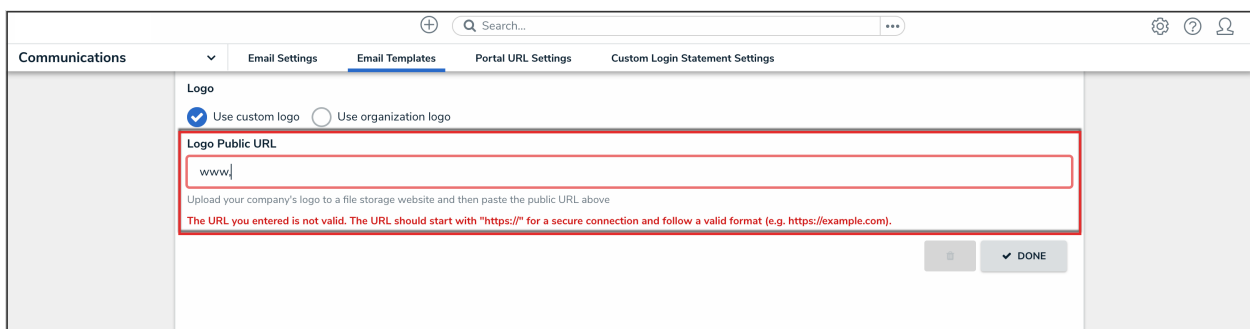 Search...
Communications Email Settings Email Templates Portal URL Settings Custom Login Statement Settings
Logo
Use custom logo Use organization logo
Logo Public URL
www.
Upload your company's logo to a file storage website and then paste the public URL above
The URL you entered is not valid. The URL should start with "https://" for a secure connection and follow a valid format (e.g. https://example.com).
DONE